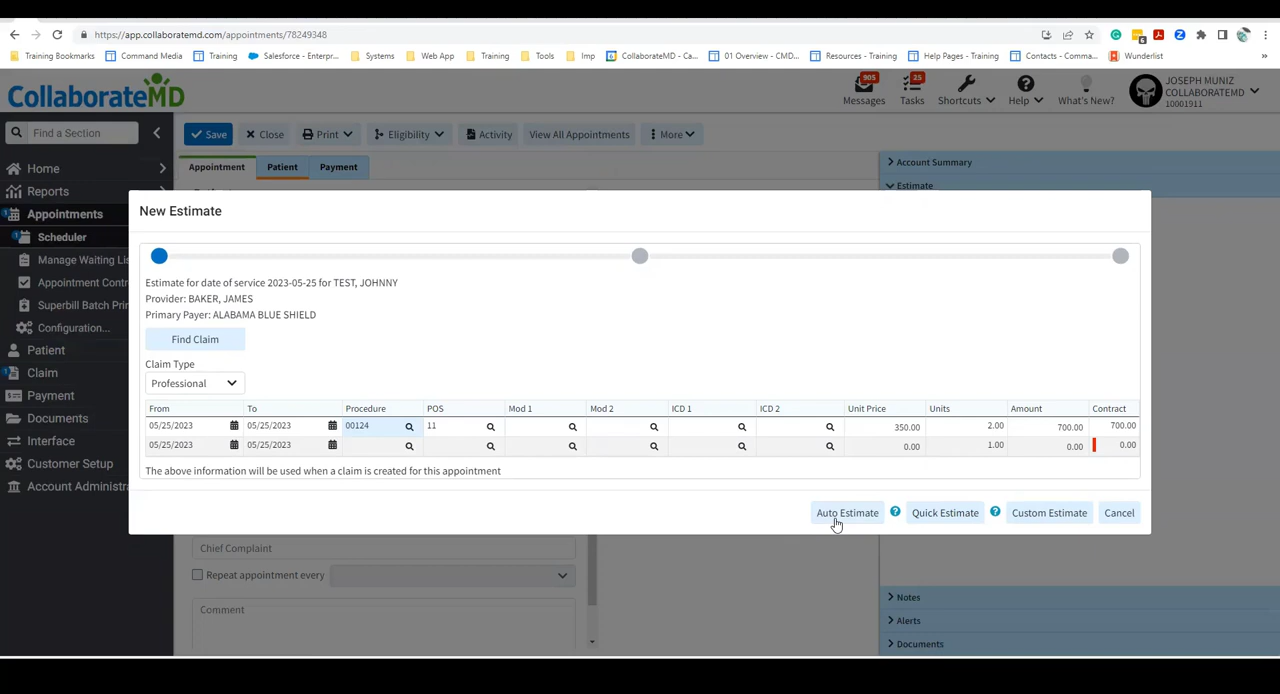 https://app.collaboratemd.com/appointments/78249348
Training Bookmarks Command Media Training Salesforce - Enterpr... Systems Web App Training Tools Imp CollaborateMD - Ca... 01 Overview - CMD... Resources - Training Help Pages - Training Contacts - Comma... Wunderlist »
CollaborateMD
905 25
Messages Tasks Shortcuts Help What's New?
JOSEPH MUNIZ
COLLABORATEMD
10001911
Find a Section
Save Close Print Eligibility Activity View All Appointments More
Appointment Patient Payment
Account Summary
Estimate
Home
Reports
Appointments
Scheduler
Manage Waiting Lis
Appointment Contr
Superbill Batch Prin
Configuration...
Patient
Claim
Payment
Documents
Interface
Customer Setup
Account Administra
New Estimate
Estimate for date of service 2023-05-25 for TEST, JOHNNY
Provider: BAKER, JAMES
Primary Payer: ALABAMA BLUE SHIELD
Find Claim
Claim Type
Professional
From To Procedure POS Mod 1 Mod 2 ICD 1 ICD 2 Unit Price Units Amount Contract
05/25/2023 05/25/2023 00124 11 350.00 2.00 700.00 700.00
05/25/2023 05/25/2023 0.00 1.00 0.00 0.00
The above information will be used when a claim is created for this appointment
Auto Estimate ? Quick Estimate ? Custom Estimate Cancel
Chief Complaint
Repeat appointment every
Comment
Notes
Alerts
Documents